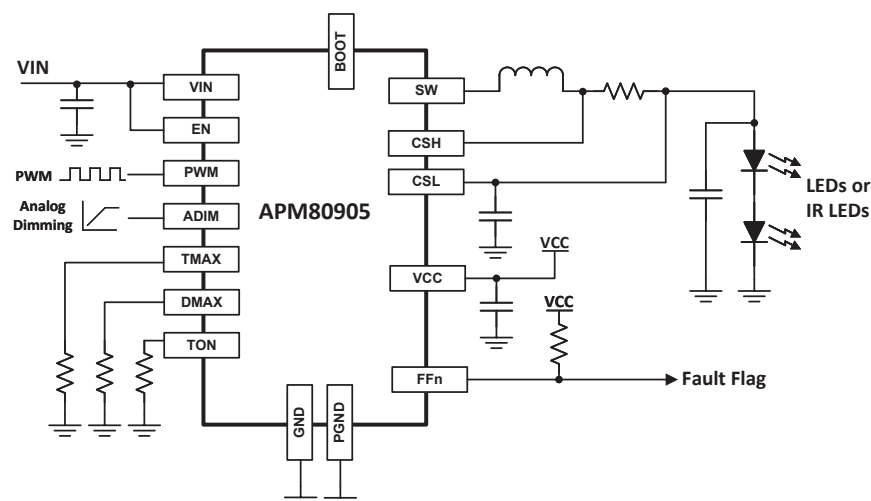 BOOT
VIN
VIN
SW
EN
CSH
PWM
PWM
CSL
LEDs or
IR LEDs
Analog
Dimming
ADIM
APM80905
TMAX
VCC
VCC
DMAX
VCC
TON
FFn
Fault Flag
GND
PGND